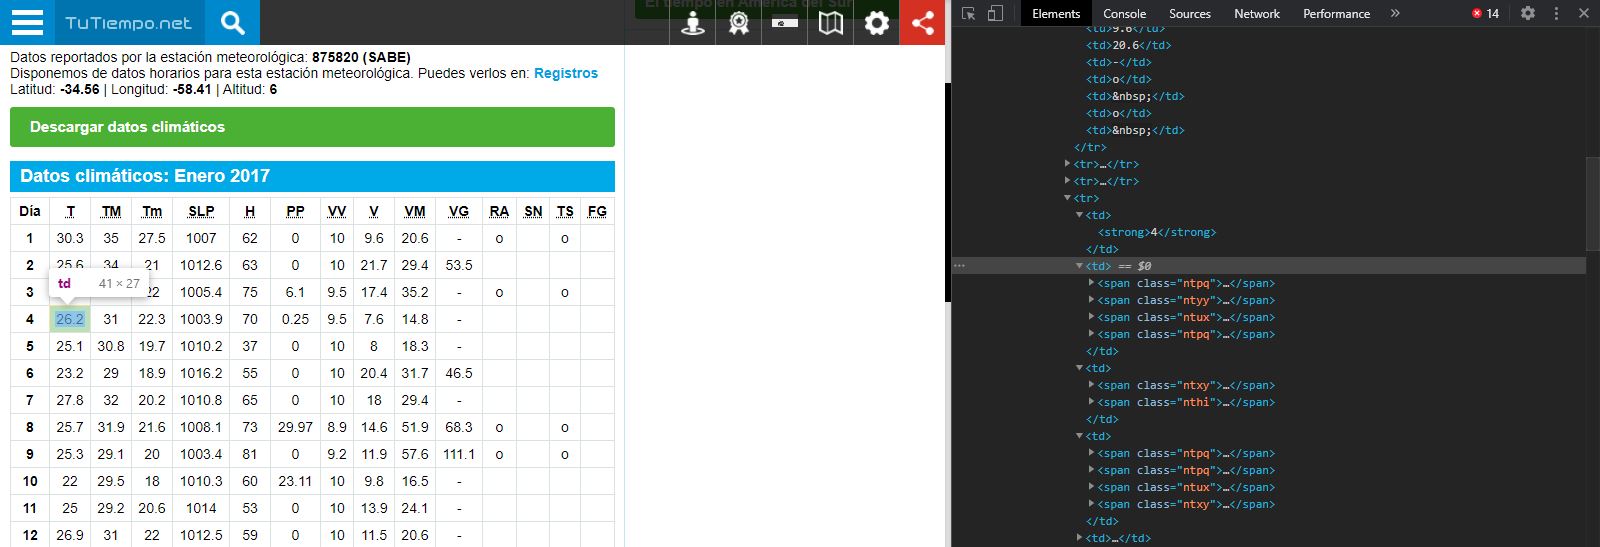 TuTiempo.net
El tiempo en América del Sur
Datos reportados por la estación meteorológica: 875820 (SABE)
Disponemos de datos horarios para esta estación meteorológica. Puedes verlos en: Registros
Latitud: -34.56 | Longitud: -58.41 | Altitud: 6
Descargar datos climáticos
Datos climáticos: Enero 2017
Día T TM Tm SLP H PP VV V VM VG RA SN TS FG
1 30.3 35 27.5 1007 62 0 10 9.6 20.6 - o o
2 25.6 34 21 1012.6 63 0 10 21.7 29.4 53.5
td 41 × 27
3 22 1005.4 75 6.1 9.5 17.4 35.2 - o o
4 26.2 31 22.3 1003.9 70 0.25 9.5 7.6 14.8 -
5 25.1 30.8 19.7 1010.2 37 0 10 8 18.3 -
6 23.2 29 18.9 1016.2 55 0 10 20.4 31.7 46.5
7 27.8 32 20.2 1010.8 65 0 10 18 29.4 -
8 25.7 31.9 21.6 1008.1 73 29.97 8.9 14.6 51.9 68.3 o o
9 25.3 29.1 20 1003.4 81 0 9.2 11.9 57.6 111.1 o o
10 22 29.5 18 1010.3 60 23.11 10 9.8 16.5 -
11 25 29.2 20.6 1014 53 0 10 13.9 24.1 -
12 26.9 31 22 1012.5 59 0 10 11.5 20.6 -
Elements Console Sources Network Performance » 14
<td>9.6</td>
<td>20.6</td>
<td>-</td>
<td>o</td>
<td>&nbsp;</td>
<td>o</td>
<td>&nbsp;</td>
</tr>
<tr>…</tr>
<tr>…</tr>
<tr>
<td>
<strong>4</strong>
</td>
<td> == $0
<span class="ntpq">…</span>
<span class="ntyy">…</span>
<span class="ntux">…</span>
<span class="ntpq">…</span>
</td>
<td>
<span class="ntxy">…</span>
<span class="nthi">…</span>
</td>
<td>
<span class="ntpq">…</span>
<span class="ntpq">…</span>
<span class="ntux">…</span>
<span class="ntxy">…</span>
</td>
<td>…</td>